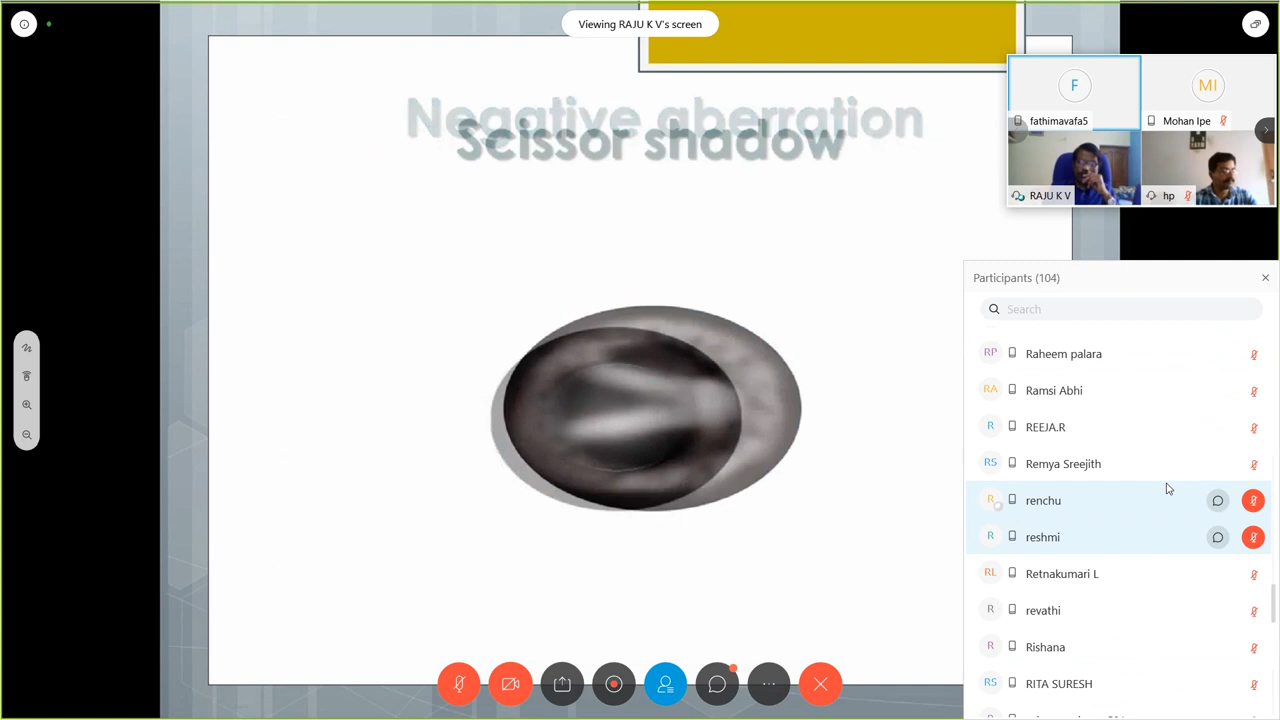 Viewing RAJU K V's screen
Negative aberration
Scissor shadow
F
fathimavafa5
MI
Mohan Ipe
RAJU K V
hp
Participants (104)
Search
RP Raheem palara
RA Ramsi Abhi
R REEJA.R
RS Remya Sreejith
R renchu
R reshmi
RL Retnakumari L
R revathi
R Rishana
RS RITA SURESH